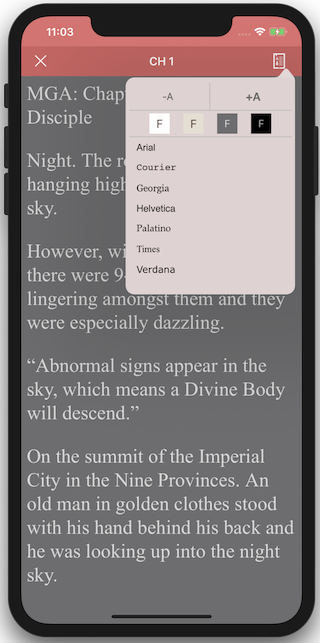 11:03
CH 1
-A
+A
F F F F
Arial
Courier
Georgia
Helvetica
Palatino
Times
Verdana
MGA: Chap
Disciple
Night. The
hanging high
sky.
However,
there were 9
lingering amongst them and they
were especially dazzling.
“Abnormal signs appear in the
sky, which means a Divine Body
will descend.”
On the summit of the Imperial
City in the Nine Provinces. An
old man in golden clothes stood
with his hand behind his back and
he was looking up into the night
sky.